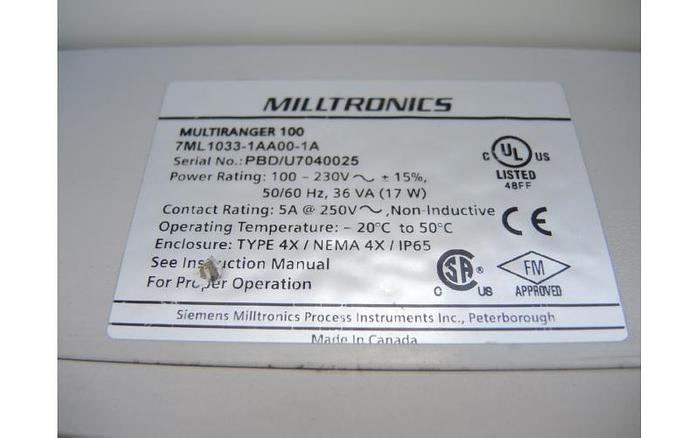 MILLTRONICS
MULTIRANGER 100
7ML1033-1AA00-1A
Serial No.: PBD/U7040025
Power Rating: 100 – 230V ∼ ± 15%,
50/60 Hz, 36 VA (17 W)
Contact Rating: 5A @ 250V ∼, Non-Inductive
Operating Temperature: – 20°C to 50°C
Enclosure: TYPE 4X / NEMA 4X / IP65
See Instruction Manual
For Proper Operation
C UL US
LISTED
48FF
CE
C SA ® US
FM
APPROVED
Siemens Milltronics Process Instruments Inc., Peterborough
Made In Canada